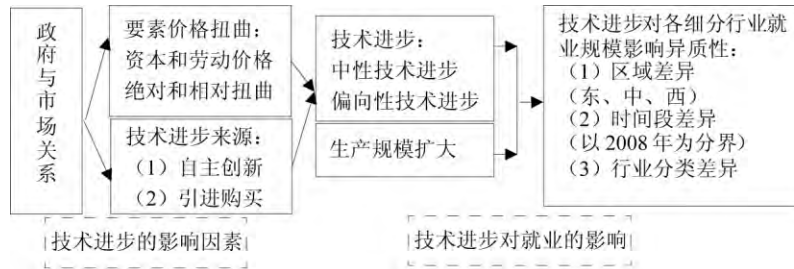 政府与市场关系
要素价格扭曲：
资本和劳动价格
绝对和相对扭曲
技术进步来源：
（1）自主创新
（2）引进购买
技术进步：
中性技术进步
偏向性技术进步
生产规模扩大
技术进步对各细分行业就
业规模影响异质性：
（1）区域差异
（东、中、西）
（2）时间段差异
（以2008年为分界）
（3）行业分类差异
技术进步的影响因素
技术进步对就业的影响